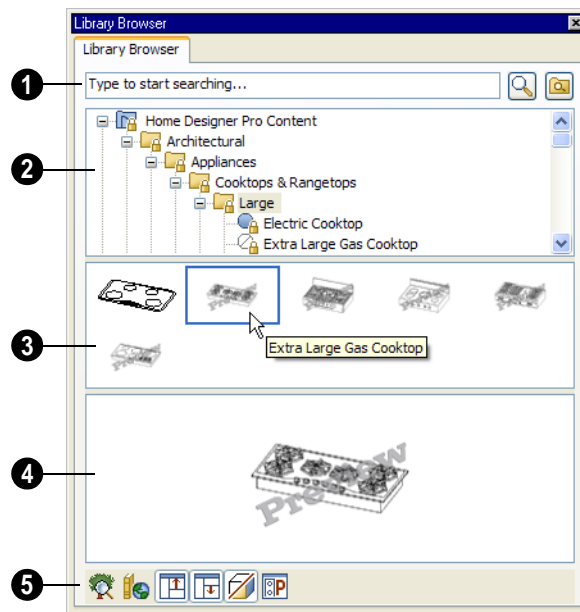 Library Browser
Library Browser
1
Type to start searching...
2
Home Designer Pro Content
Architectural
Appliances
Cooktops & Rangetops
Large
Electric Cooktop
Extra Large Gas Cooktop
3
Extra Large Gas Cooktop
4
Preview
5
P